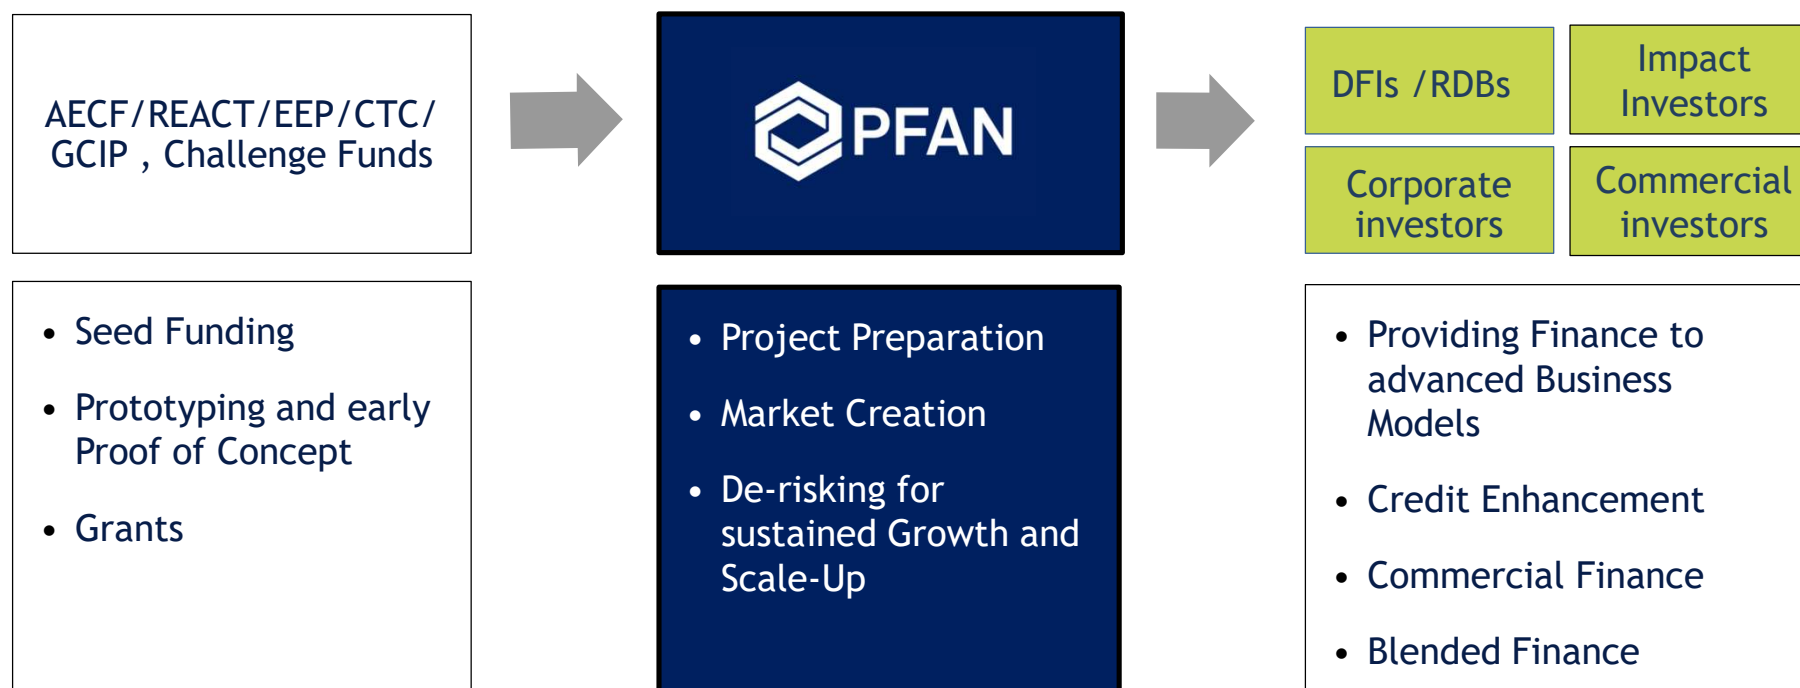 AECF/REACT/EEP/CTC/
GCIP , Challenge Funds
PFAN
DFIs /RDBs
Impact
Investors
Corporate
investors
Commercial
investors
• Seed Funding
• Prototyping and early
Proof of Concept
• Grants
• Project Preparation
• Market Creation
• De-risking for
sustained Growth and
Scale-Up
• Providing Finance to
advanced Business
Models
• Credit Enhancement
• Commercial Finance
• Blended Finance